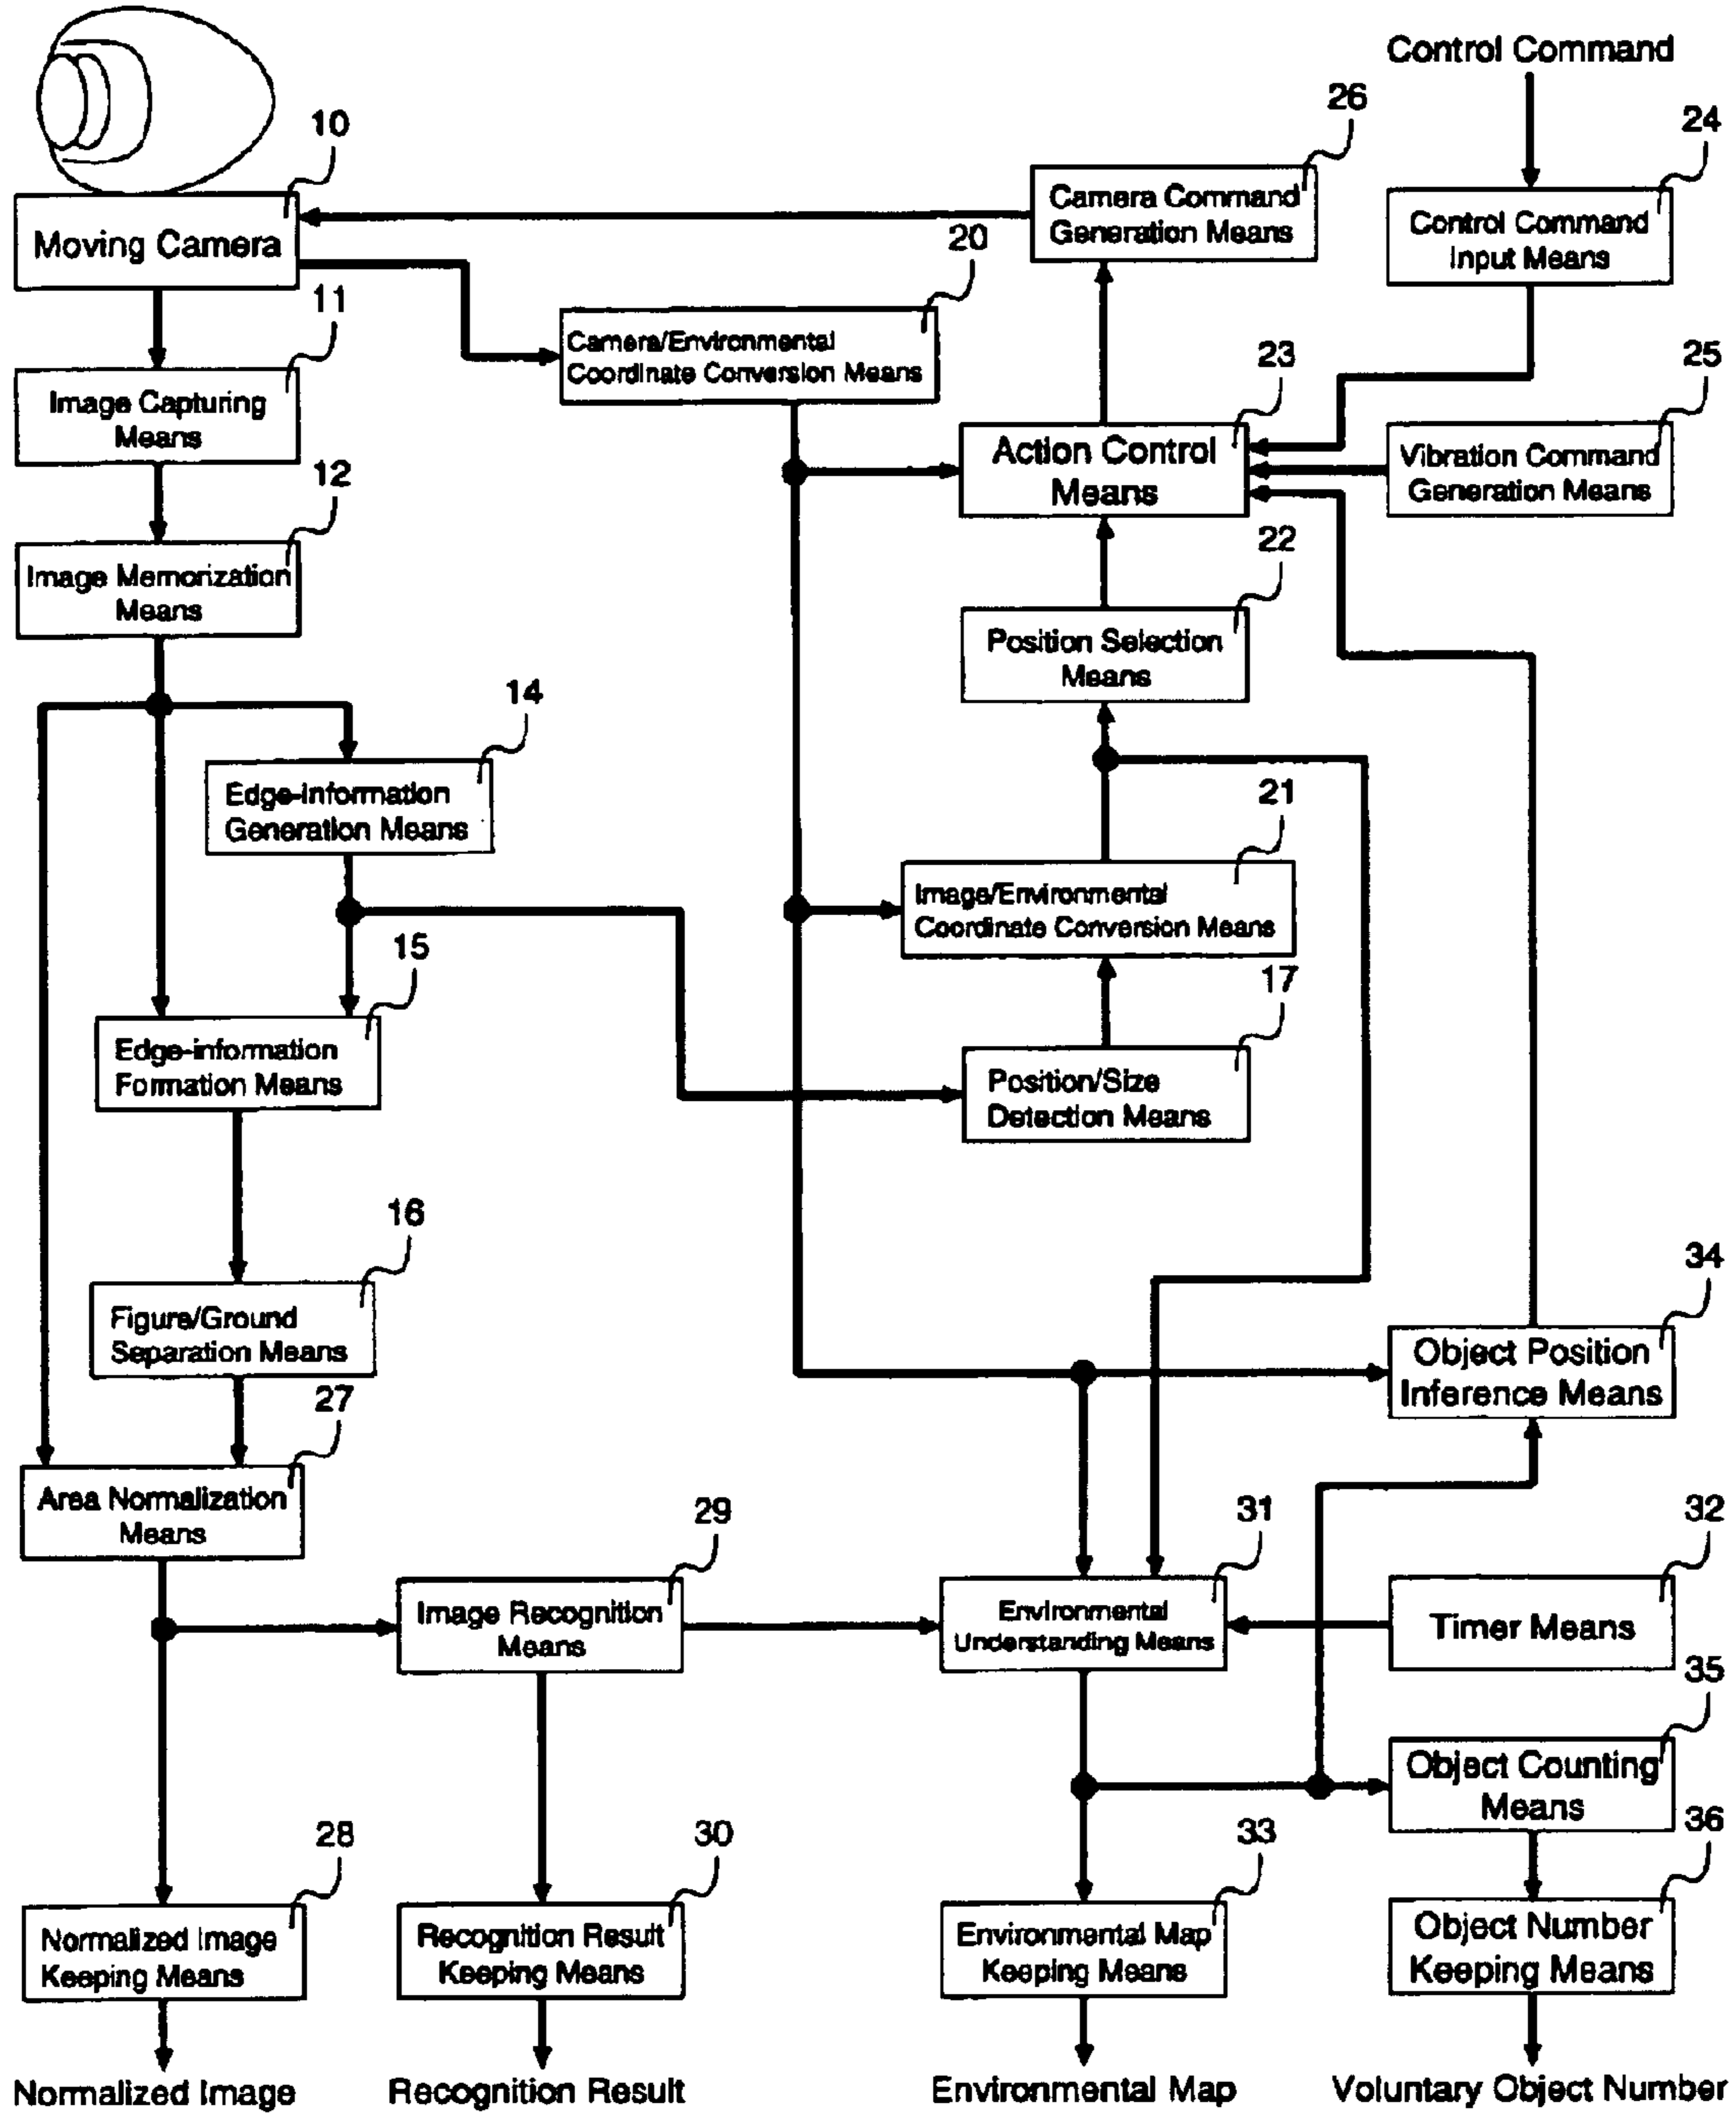 Control Command
10
26
24
Moving Camera
Camera Command
Generation Means
Control Command
Input Means
20
11
Camera/Environmental
Coordinate Conversion Means
23
25
Image Capturing
Means
Action Control
Means
Vibration Command
Generation Means
12
22
Image Memorization
Means
Position Selection
Means
14
21
Edge-Information
Generation Means
Image/Environmental
Coordinate Conversion Means
15
17
Edge-information
Formation Means
Position/Size
Detection Means
16
34
Figure/Ground
Separation Means
Object Position
Inference Means
27
Area Normalization
Means
29
31
32
Image Recognition
Means
Environmental
Understanding Means
Timer Means
35
Object Counting
Means
28
30
33
36
Normalized Image
Keeping Means
Recognition Result
Keeping Means
Environmental Map
Keeping Means
Object Number
Keeping Means
Normalized Image
Recognition Result
Environmental Map
Voluntary Object Number